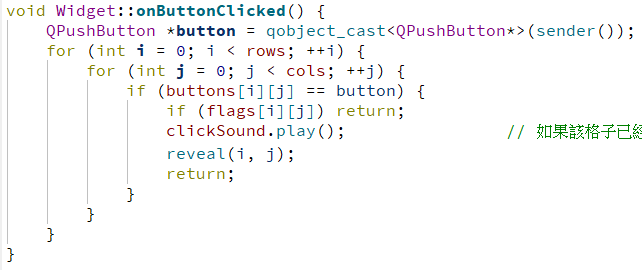 void Widget::onButtonClicked() {
    QPushButton *button = qobject_cast<QPushButton*>(sender());
    for (int i = 0; i < rows; ++i) {
        for (int j = 0; j < cols; ++j) {
            if (buttons[i][j] == button) {
                if (flags[i][j]) return;
                clickSound.play();                // 如果該格子已
                reveal(i, j);
                return;
            }
        }
    }
}